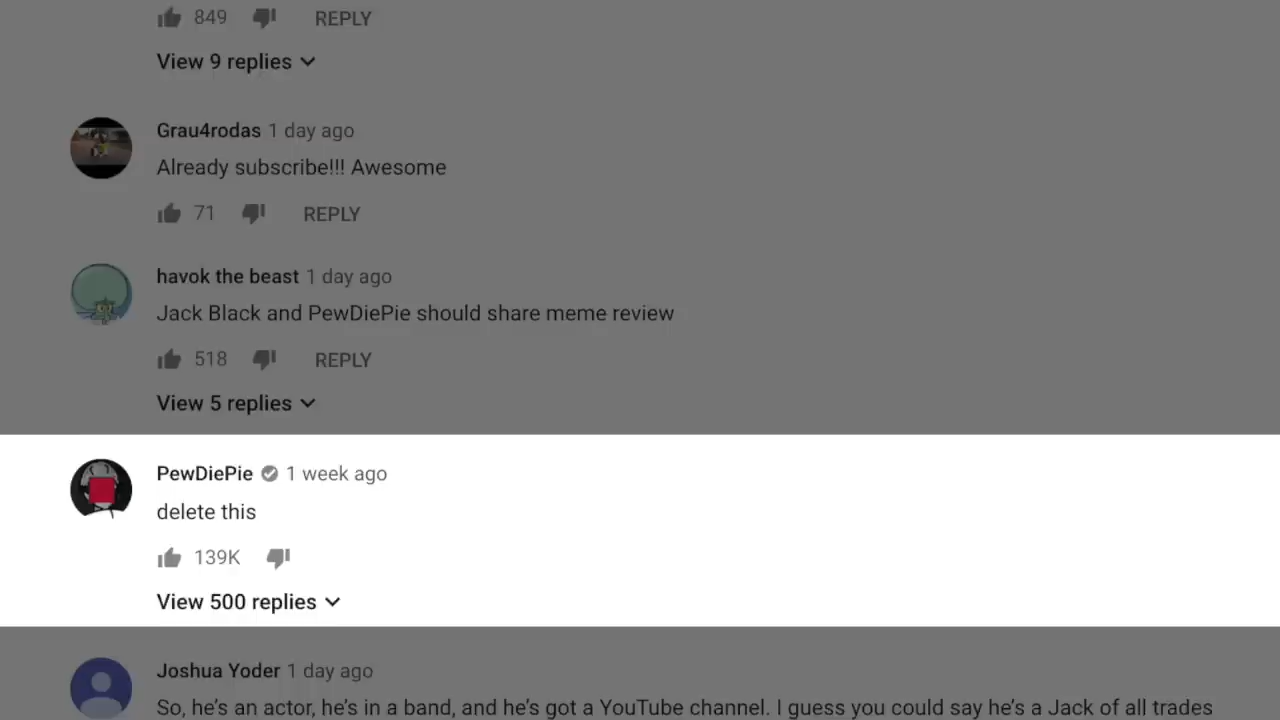 849 REPLY
View 9 replies
Grau4rodas 1 day ago
Already subscribe!!! Awesome
71 REPLY
havok the beast 1 day ago
Jack Black and PewDiePie should share meme review
518 REPLY
View 5 replies
PewDiePie 1 week ago
delete this
139K
View 500 replies
Joshua Yoder 1 day ago
So, he's an actor, he's in a band, and he's got a YouTube channel. I guess you could say he's a Jack of all trades